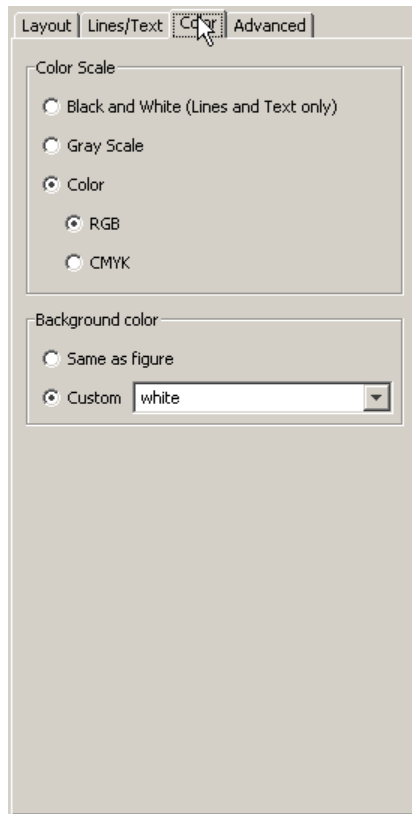 Layout Lines/Text Color Advanced
Color Scale
Black and White (Lines and Text only)
Gray Scale
Color
RGB
CMYK
Background color
Same as figure
Custom white